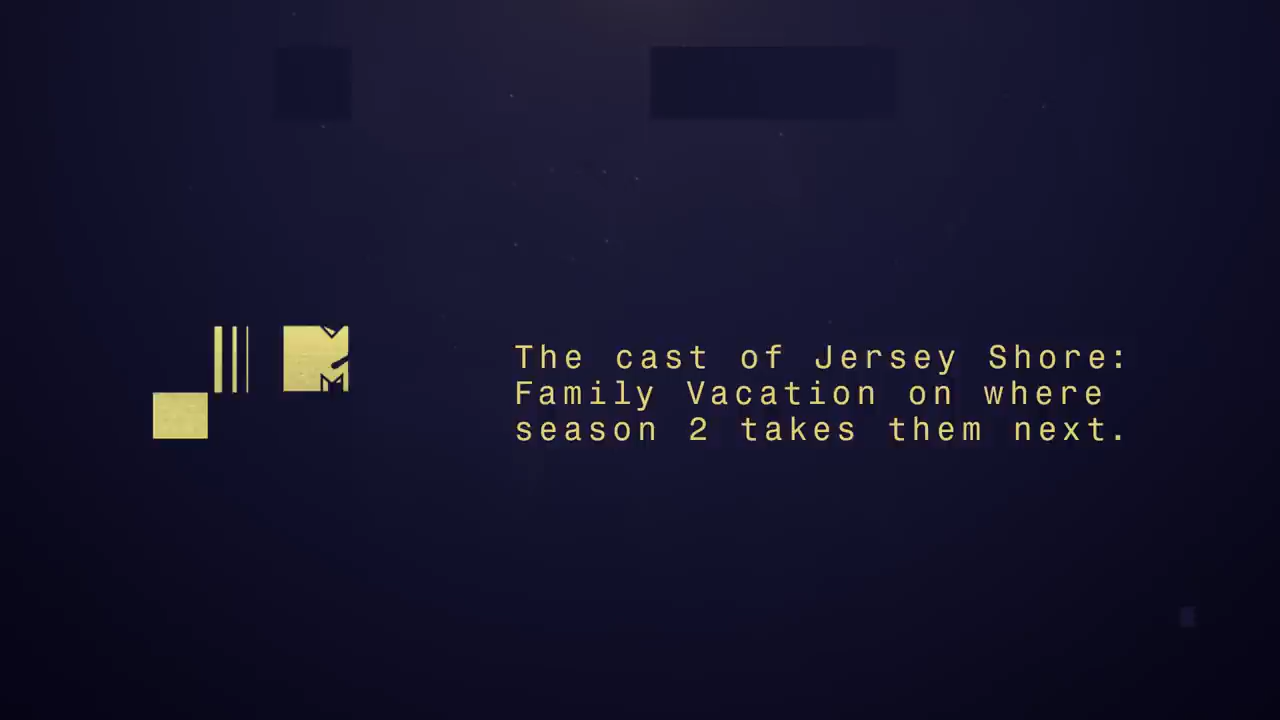 The cast of Jersey Shore:
Family Vacation on where
season 2 takes them next.